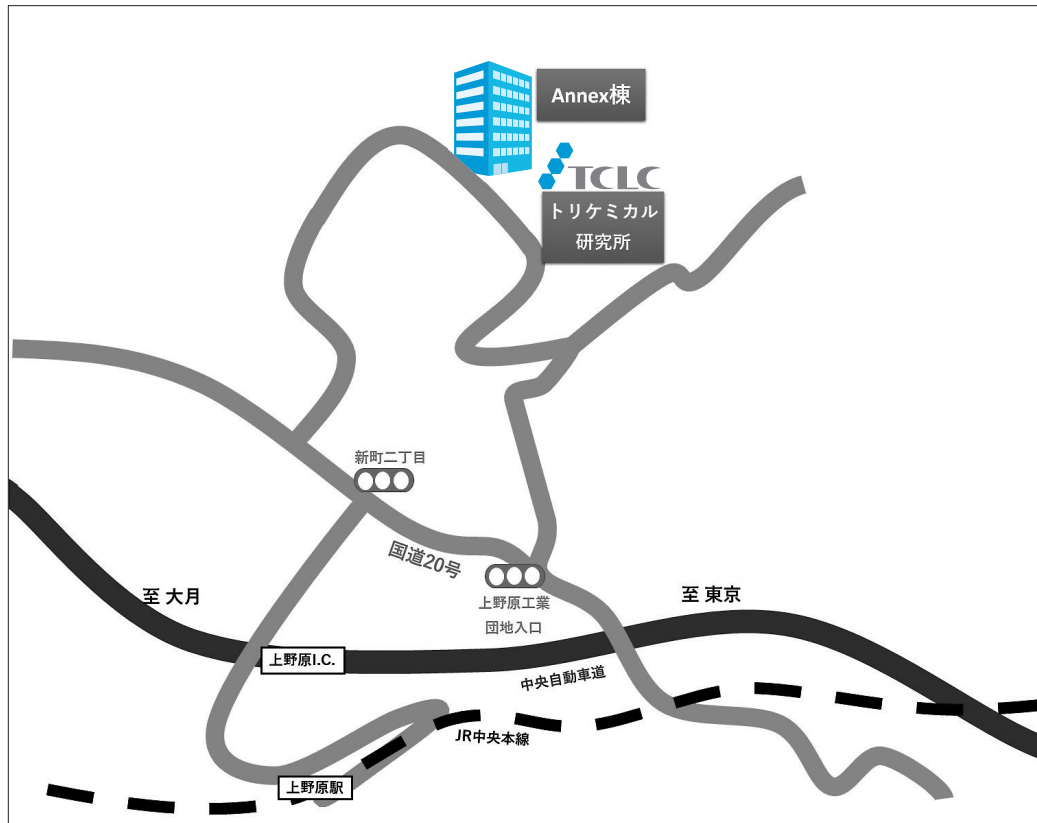 Annex棟
TCLC
トリケミカル
研究所
新町二丁目
国道20号
上野原工業
団地入口
至 大月
至 東京
上野原I.C.
中央自動車道
JR中央本線
上野原駅